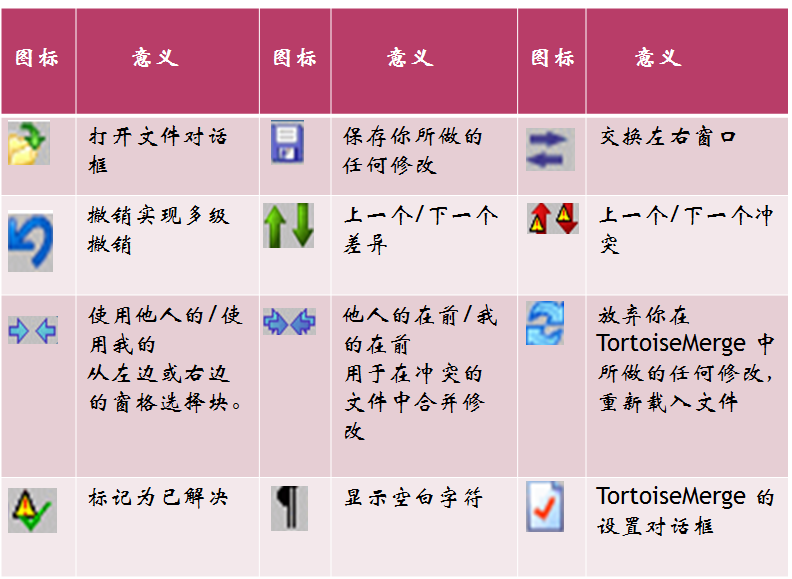 图标
意义
图标
意义
图标
意义
打开文件对话
框
保存你所做的
任何修改
交换左右窗口
撤销实现多级
撤销
上一个/下一个
差异
上一个/下一个冲
突
使用他人的/使
用我的
从左边或右边
的窗格选择块。
他人的在前/我
的在前
用于在冲突的
文件中合并修
改
放弃你在
TortoiseMerge 中
所做的任何修改,
重新载入文件
标记为已解决
显示空白字符
TortoiseMerge 的
设置对话框